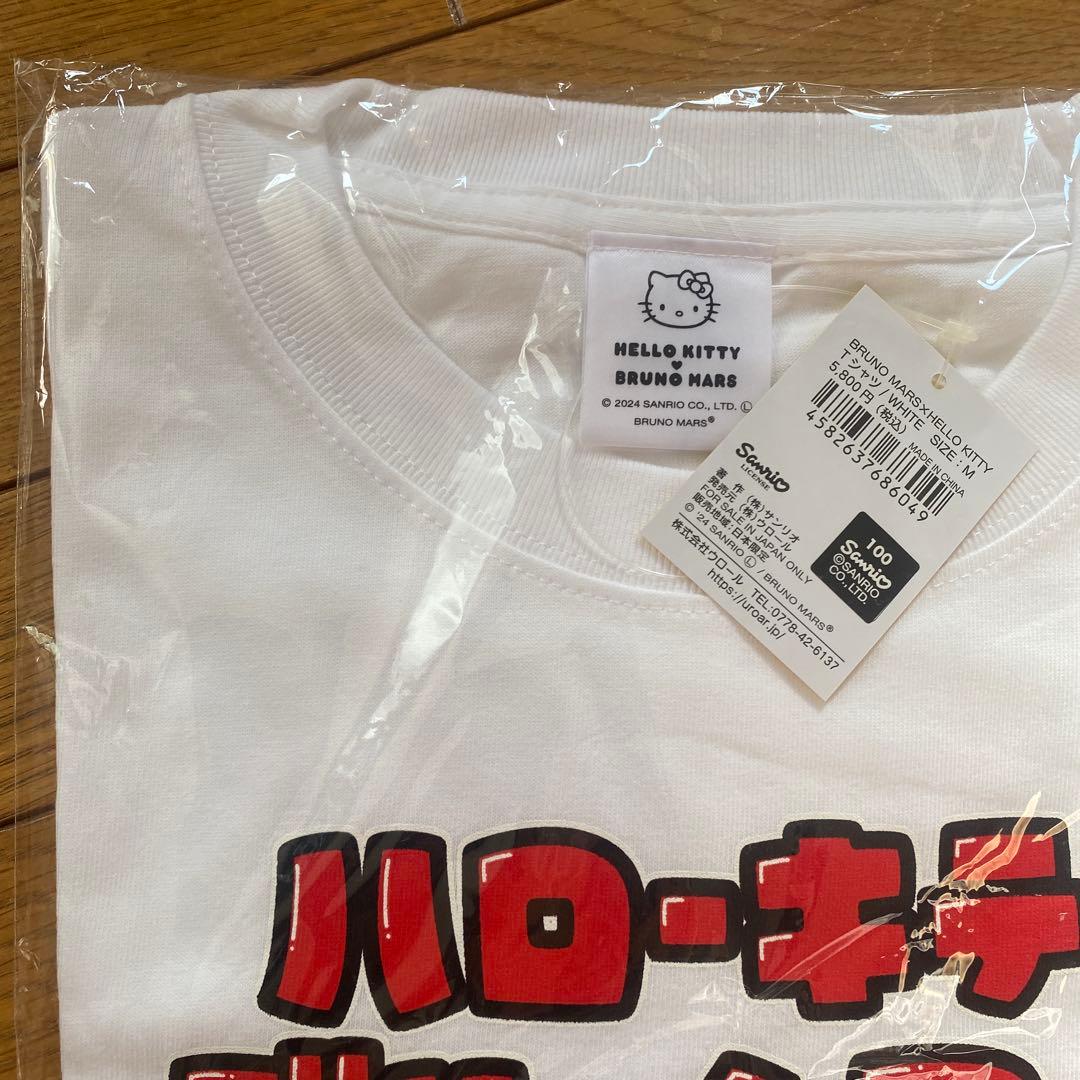 HELLO KITTY
BRUNO MARS
© 2024 SANRIO CO., LTD. Ⓛ
BRUNO MARS®
BRUNO MARS×HELLO KITTY
Tシャツ / WHITE SIZE : M
5,800円 (税込)
MADE IN CHINA
4582637686049
Sanrio
LICENSE
著 作 (株)サンリオ
発売元 (株)ウロール
FOR SALE IN JAPAN ONLY
販売地域:日本限定
© '24 SANRIO Ⓛ / BRUNO MARS®
株式会社ウロール TEL:0778-42-6137
https://uroar.jp/
100
Sanrio
©SANRIO
CO.,LTD.
ハローキテ